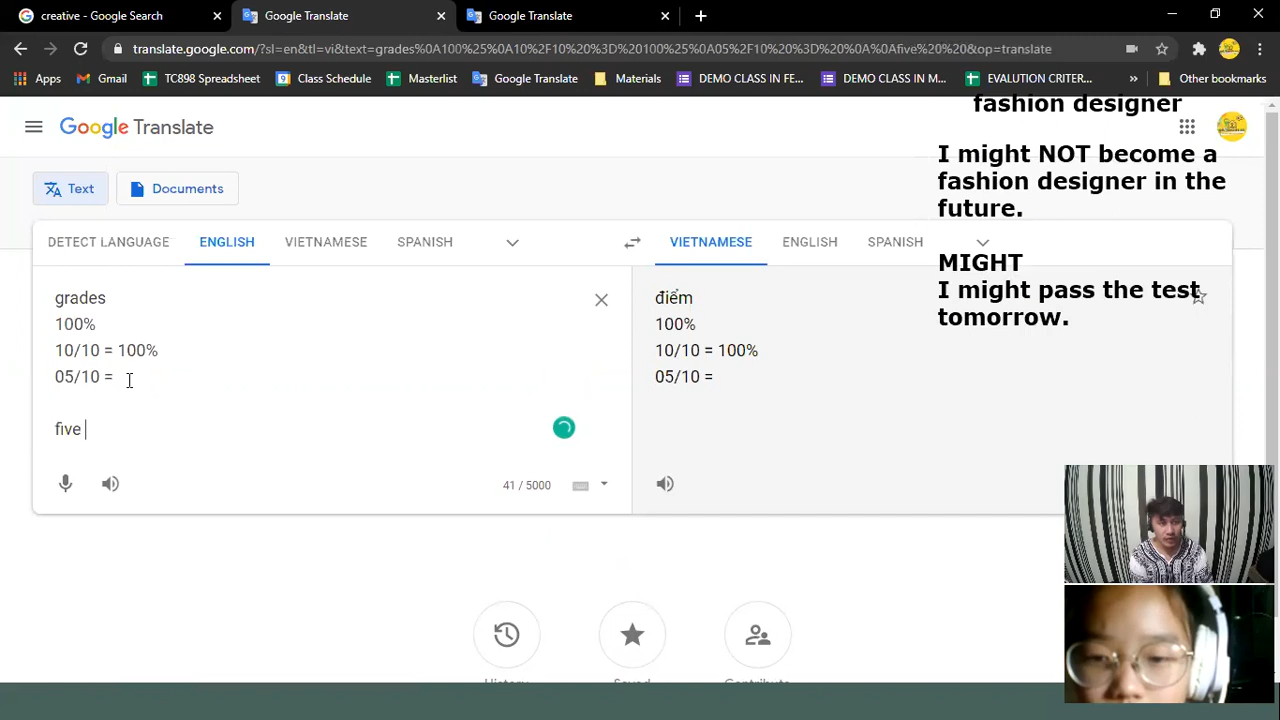 creative - Google Search
Google Translate
Google Translate
translate.google.com/?sl=en&tl=vi&text=grades%0A100%25%0A10%2F10%20%3D%20100%25%0A05%2F10%20%3D%20%0A%0Afive%20%20&op=translate
Apps
Gmail
TC898 Spreadsheet
Class Schedule
Masterlist
Google Translate
Materials
DEMO CLASS IN FE...
DEMO CLASS IN M...
EVALUTION CRITER...
»
Other bookmarks
fashion designer
Google Translate
I might NOT become a
fashion designer in the
future.
Text
Documents
DETECT LANGUAGE
ENGLISH
VIETNAMESE
SPANISH
VIETNAMESE
ENGLISH
SPANISH
MIGHT
I might pass the test
tomorrow.
grades
100%
10/10 = 100%
05/10 =
five
điểm
100%
10/10 = 100%
05/10 =
41 / 5000
History
Saved
Contribute